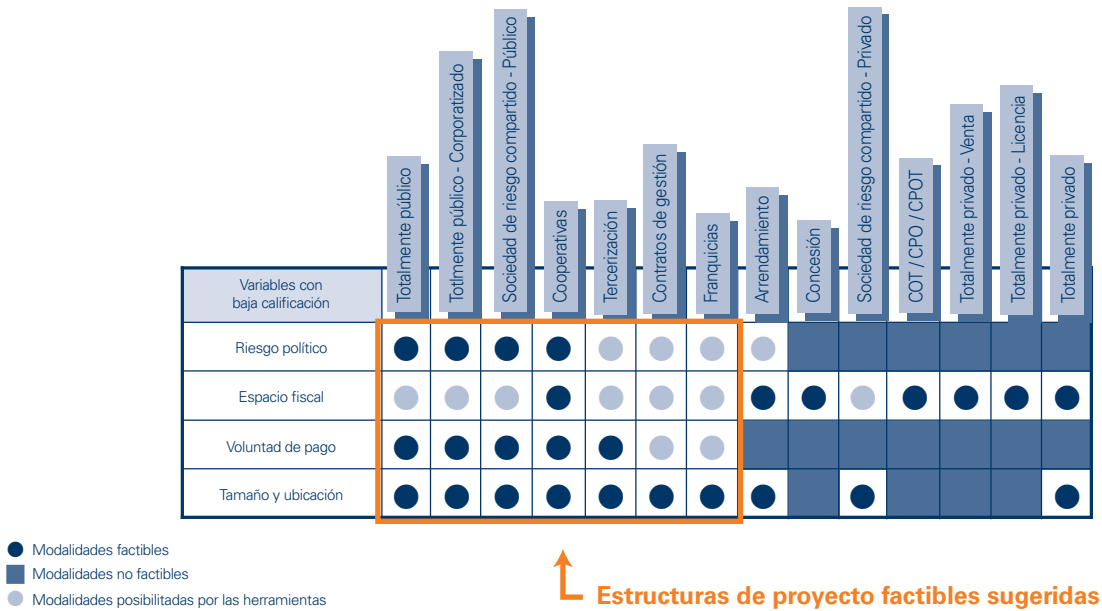 Totalmente público
Totlmente público - Corporatizado
Sociedad de riesgo compartido - Público
Cooperativas
Tercerización
Contratos de gestión
Franquicias
Arrendamiento
Concesión
Sociedad de riesgo compartido - Privado
COT / CPO / CPOT
Totalmente privado - Venta
Totalmente privado - Licencia
Totalmente privado
Variables con
baja calificación
Riesgo político
Espacio fiscal
Voluntad de pago
Tamaño y ubicación
Modalidades factibles
Modalidades no factibles
Modalidades posibilitadas por las herramientas
Estructuras de proyecto factibles sugeridas